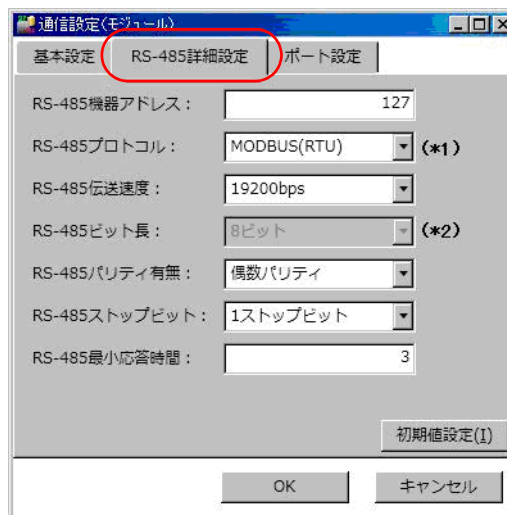 通信設定(モジュール)
基本設定 RS-485詳細設定 ポート設定
RS-485機器アドレス： 127
RS-485プロトコル： MODBUS(RTU) (*1)
RS-485伝送速度： 19200bps
RS-485ビット長： 8ビット (*2)
RS-485パリティ有無： 偶数パリティ
RS-485ストップビット： 1ストップビット
RS-485最小応答時間： 3
初期値設定(I)
OK キャンセル